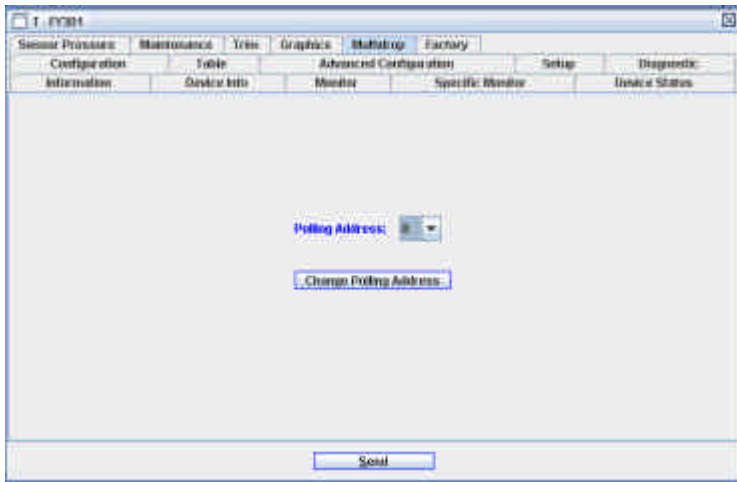 T - FY301
Sensor Pressure Maintenance Trim Graphics Multidrop Factory
Configuration Table Advanced Configuration Setup Diagnostic
Information Device Info Monitor Specific Monitor Device Status
Polling Address: 0
Change Polling Address
Send